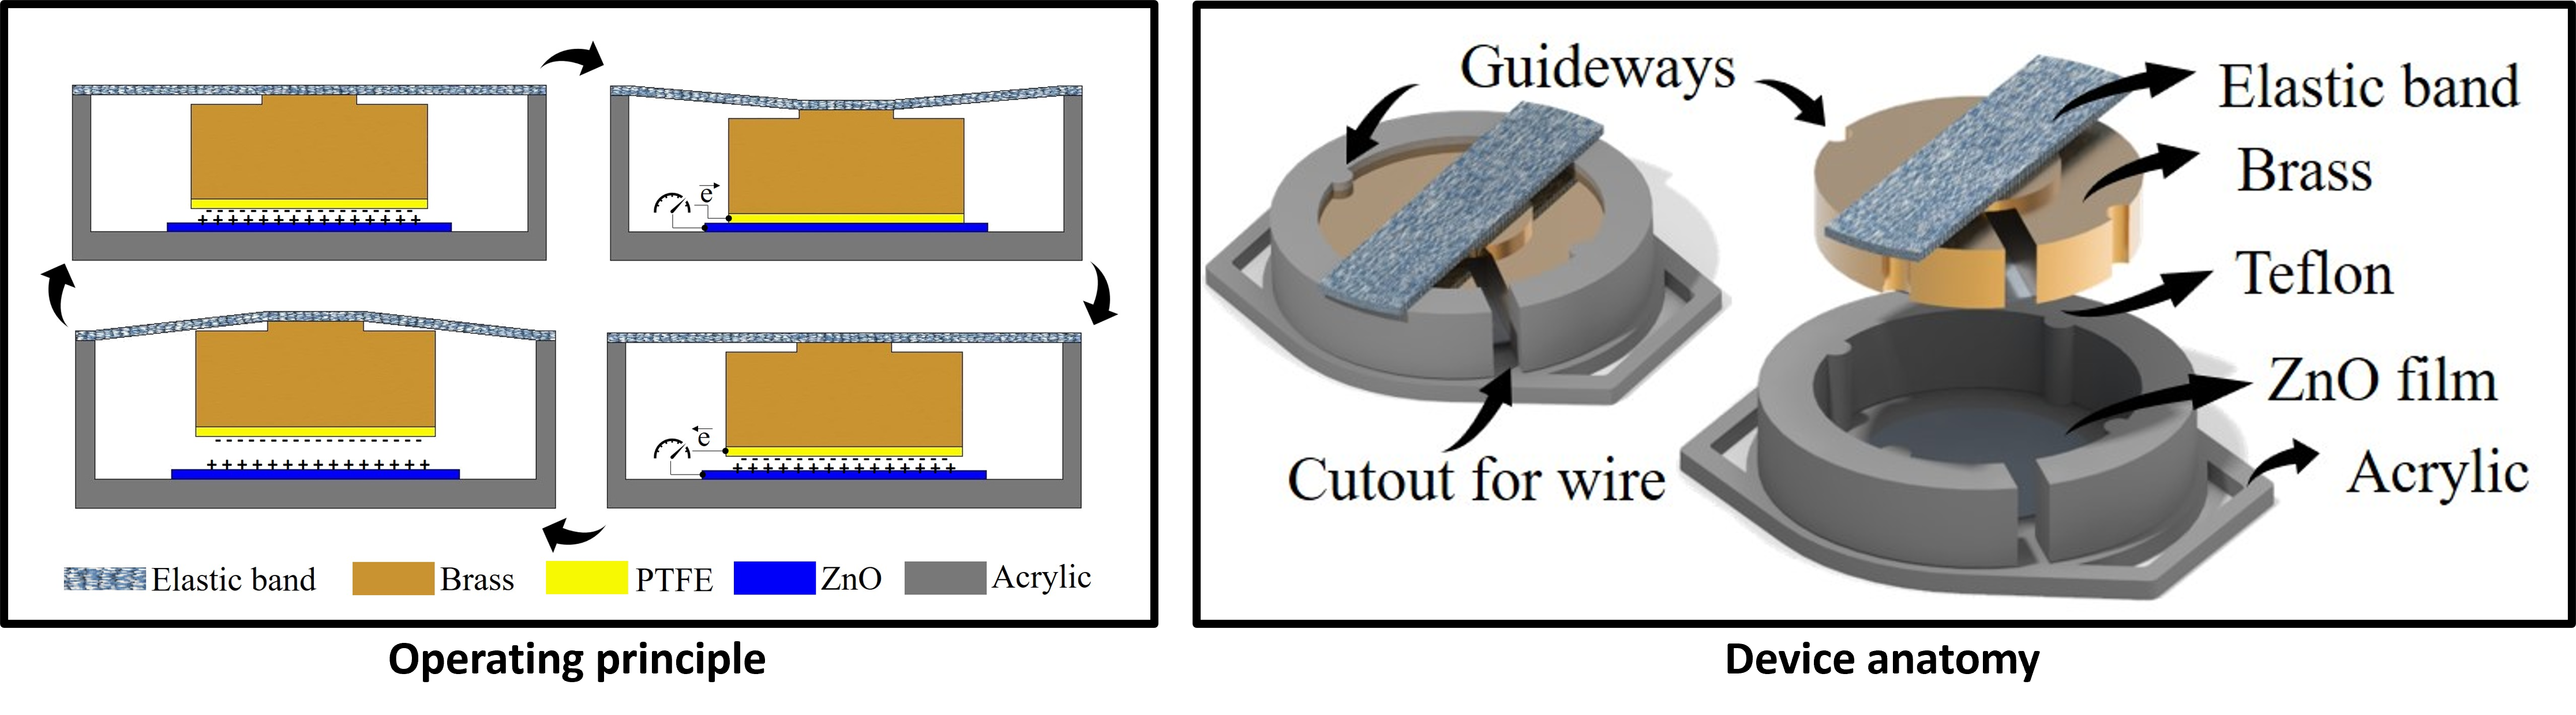 e
e
Elastic band
Brass
PTFE
ZnO
Acrylic
Operating principle
Guideways
Elastic band
Brass
Teflon
ZnO film
Acrylic
Cutout for wire
Device anatomy